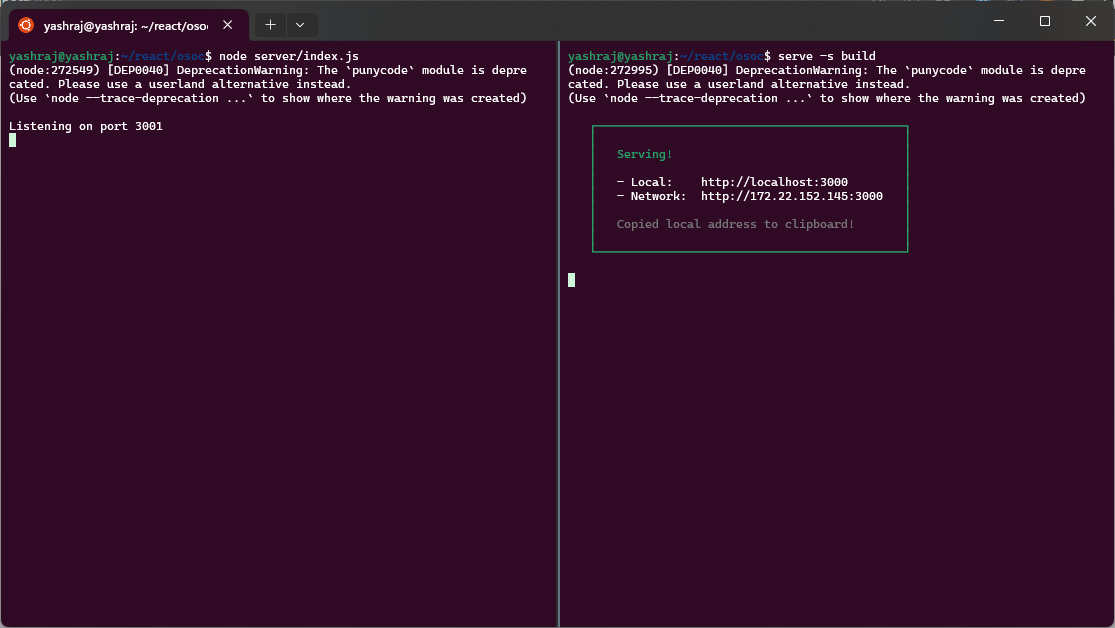 yashraj@yashraj: ~/react/osoc
yashraj@yashraj:~/react/osoc$ node server/index.js
(node:272549) [DEP0040] DeprecationWarning: The `punycode` module is depre
cated. Please use a userland alternative instead.
(Use `node --trace-deprecation ...` to show where the warning was created)
Listening on port 3001
yashraj@yashraj:~/react/osoc$ serve -s build
(node:272995) [DEP0040] DeprecationWarning: The `punycode` module is depre
cated. Please use a userland alternative instead.
(Use `node --trace-deprecation ...` to show where the warning was created)
Serving!
- Local:    http://localhost:3000
- Network:  http://172.22.152.145:3000
Copied local address to clipboard!